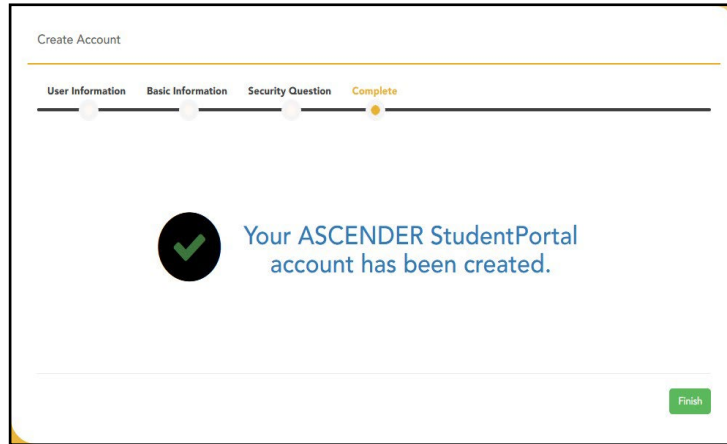 Create Account
User Information Basic Information Security Question Complete
Your ASCENDER StudentPortal
account has been created.
Finish